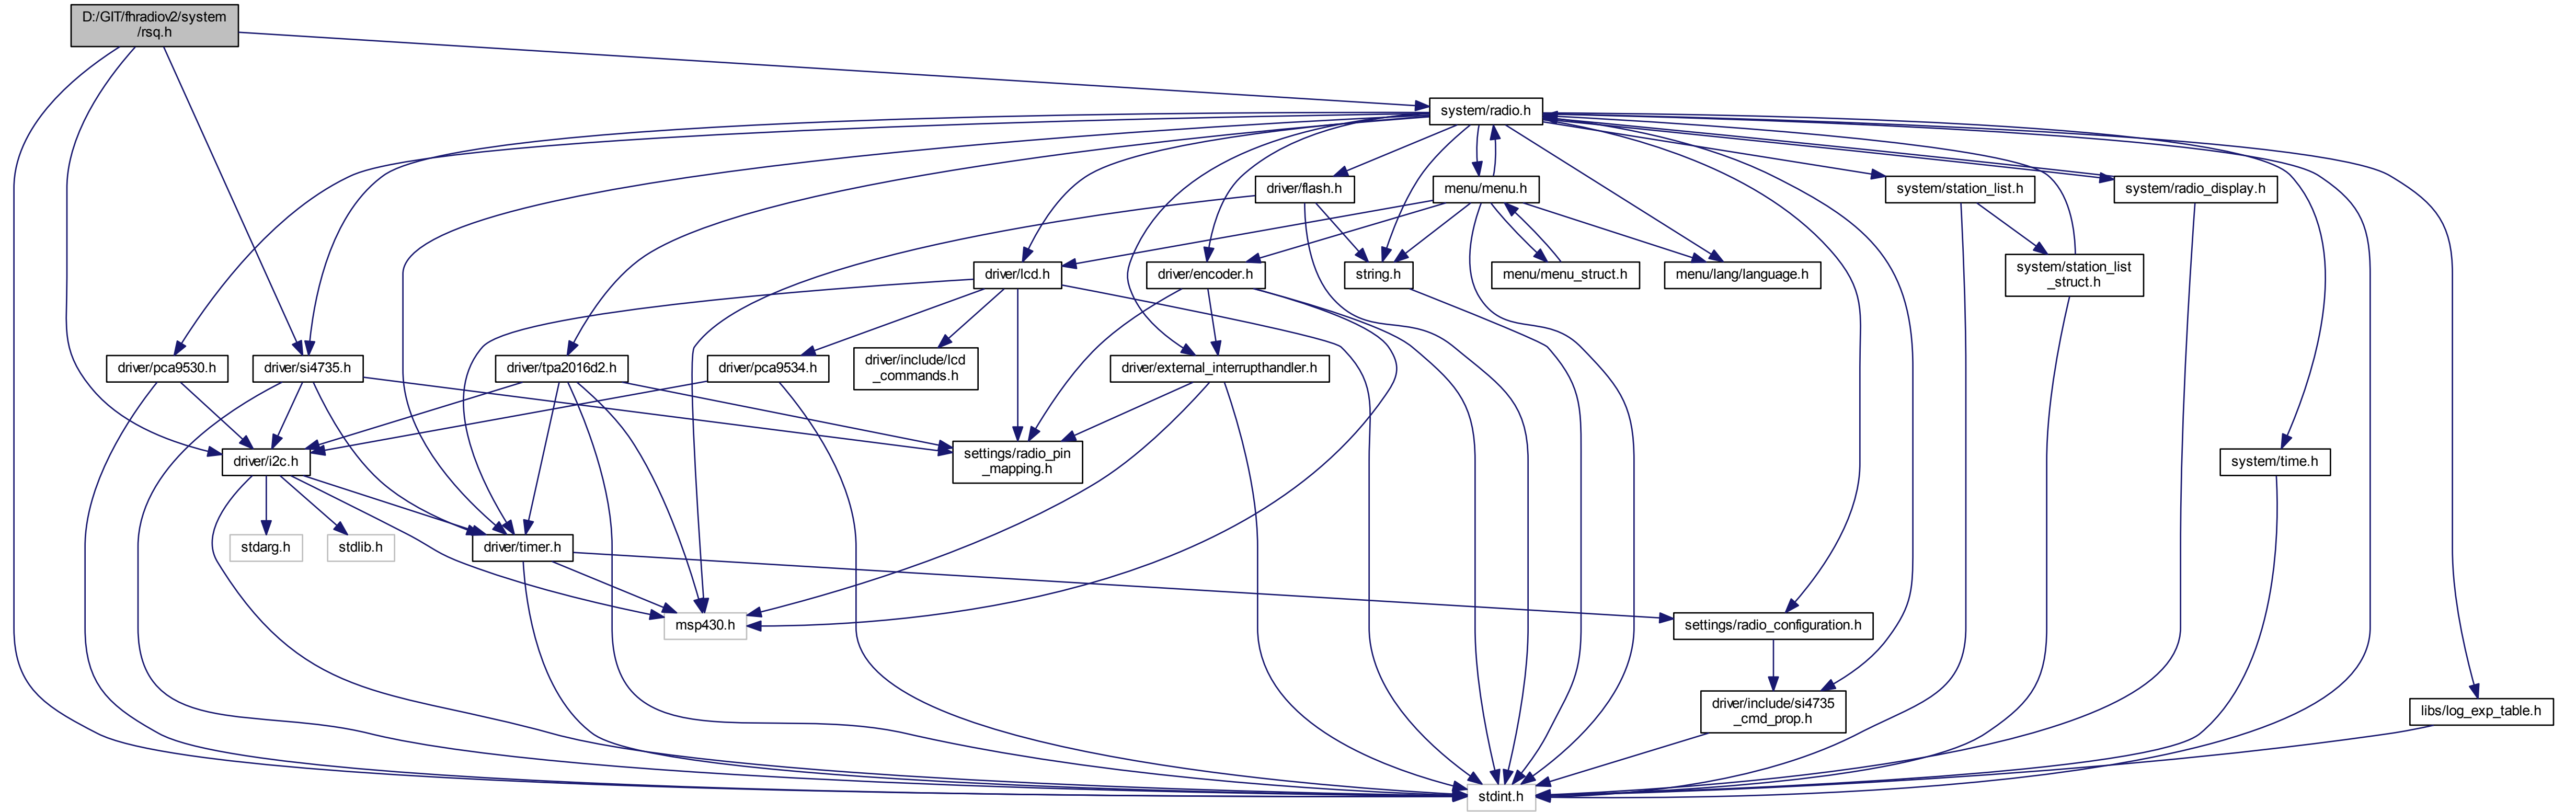 D:/GIT/fhradiov2/system
/rsq.h
system/radio.h
driver/flash.h
menu/menu.h
system/station_list.h
system/radio_display.h
driver/lcd.h
driver/encoder.h
string.h
menu/menu_struct.h
menu/lang/language.h
system/station_list
_struct.h
driver/pca9530.h
driver/si4735.h
driver/tpa2016d2.h
driver/pca9534.h
driver/include/lcd
_commands.h
driver/external_interrupthandler.h
driver/i2c.h
settings/radio_pin
_mapping.h
system/time.h
stdarg.h
stdlib.h
driver/timer.h
msp430.h
settings/radio_configuration.h
driver/include/si4735
_cmd_prop.h
libs/log_exp_table.h
stdint.h